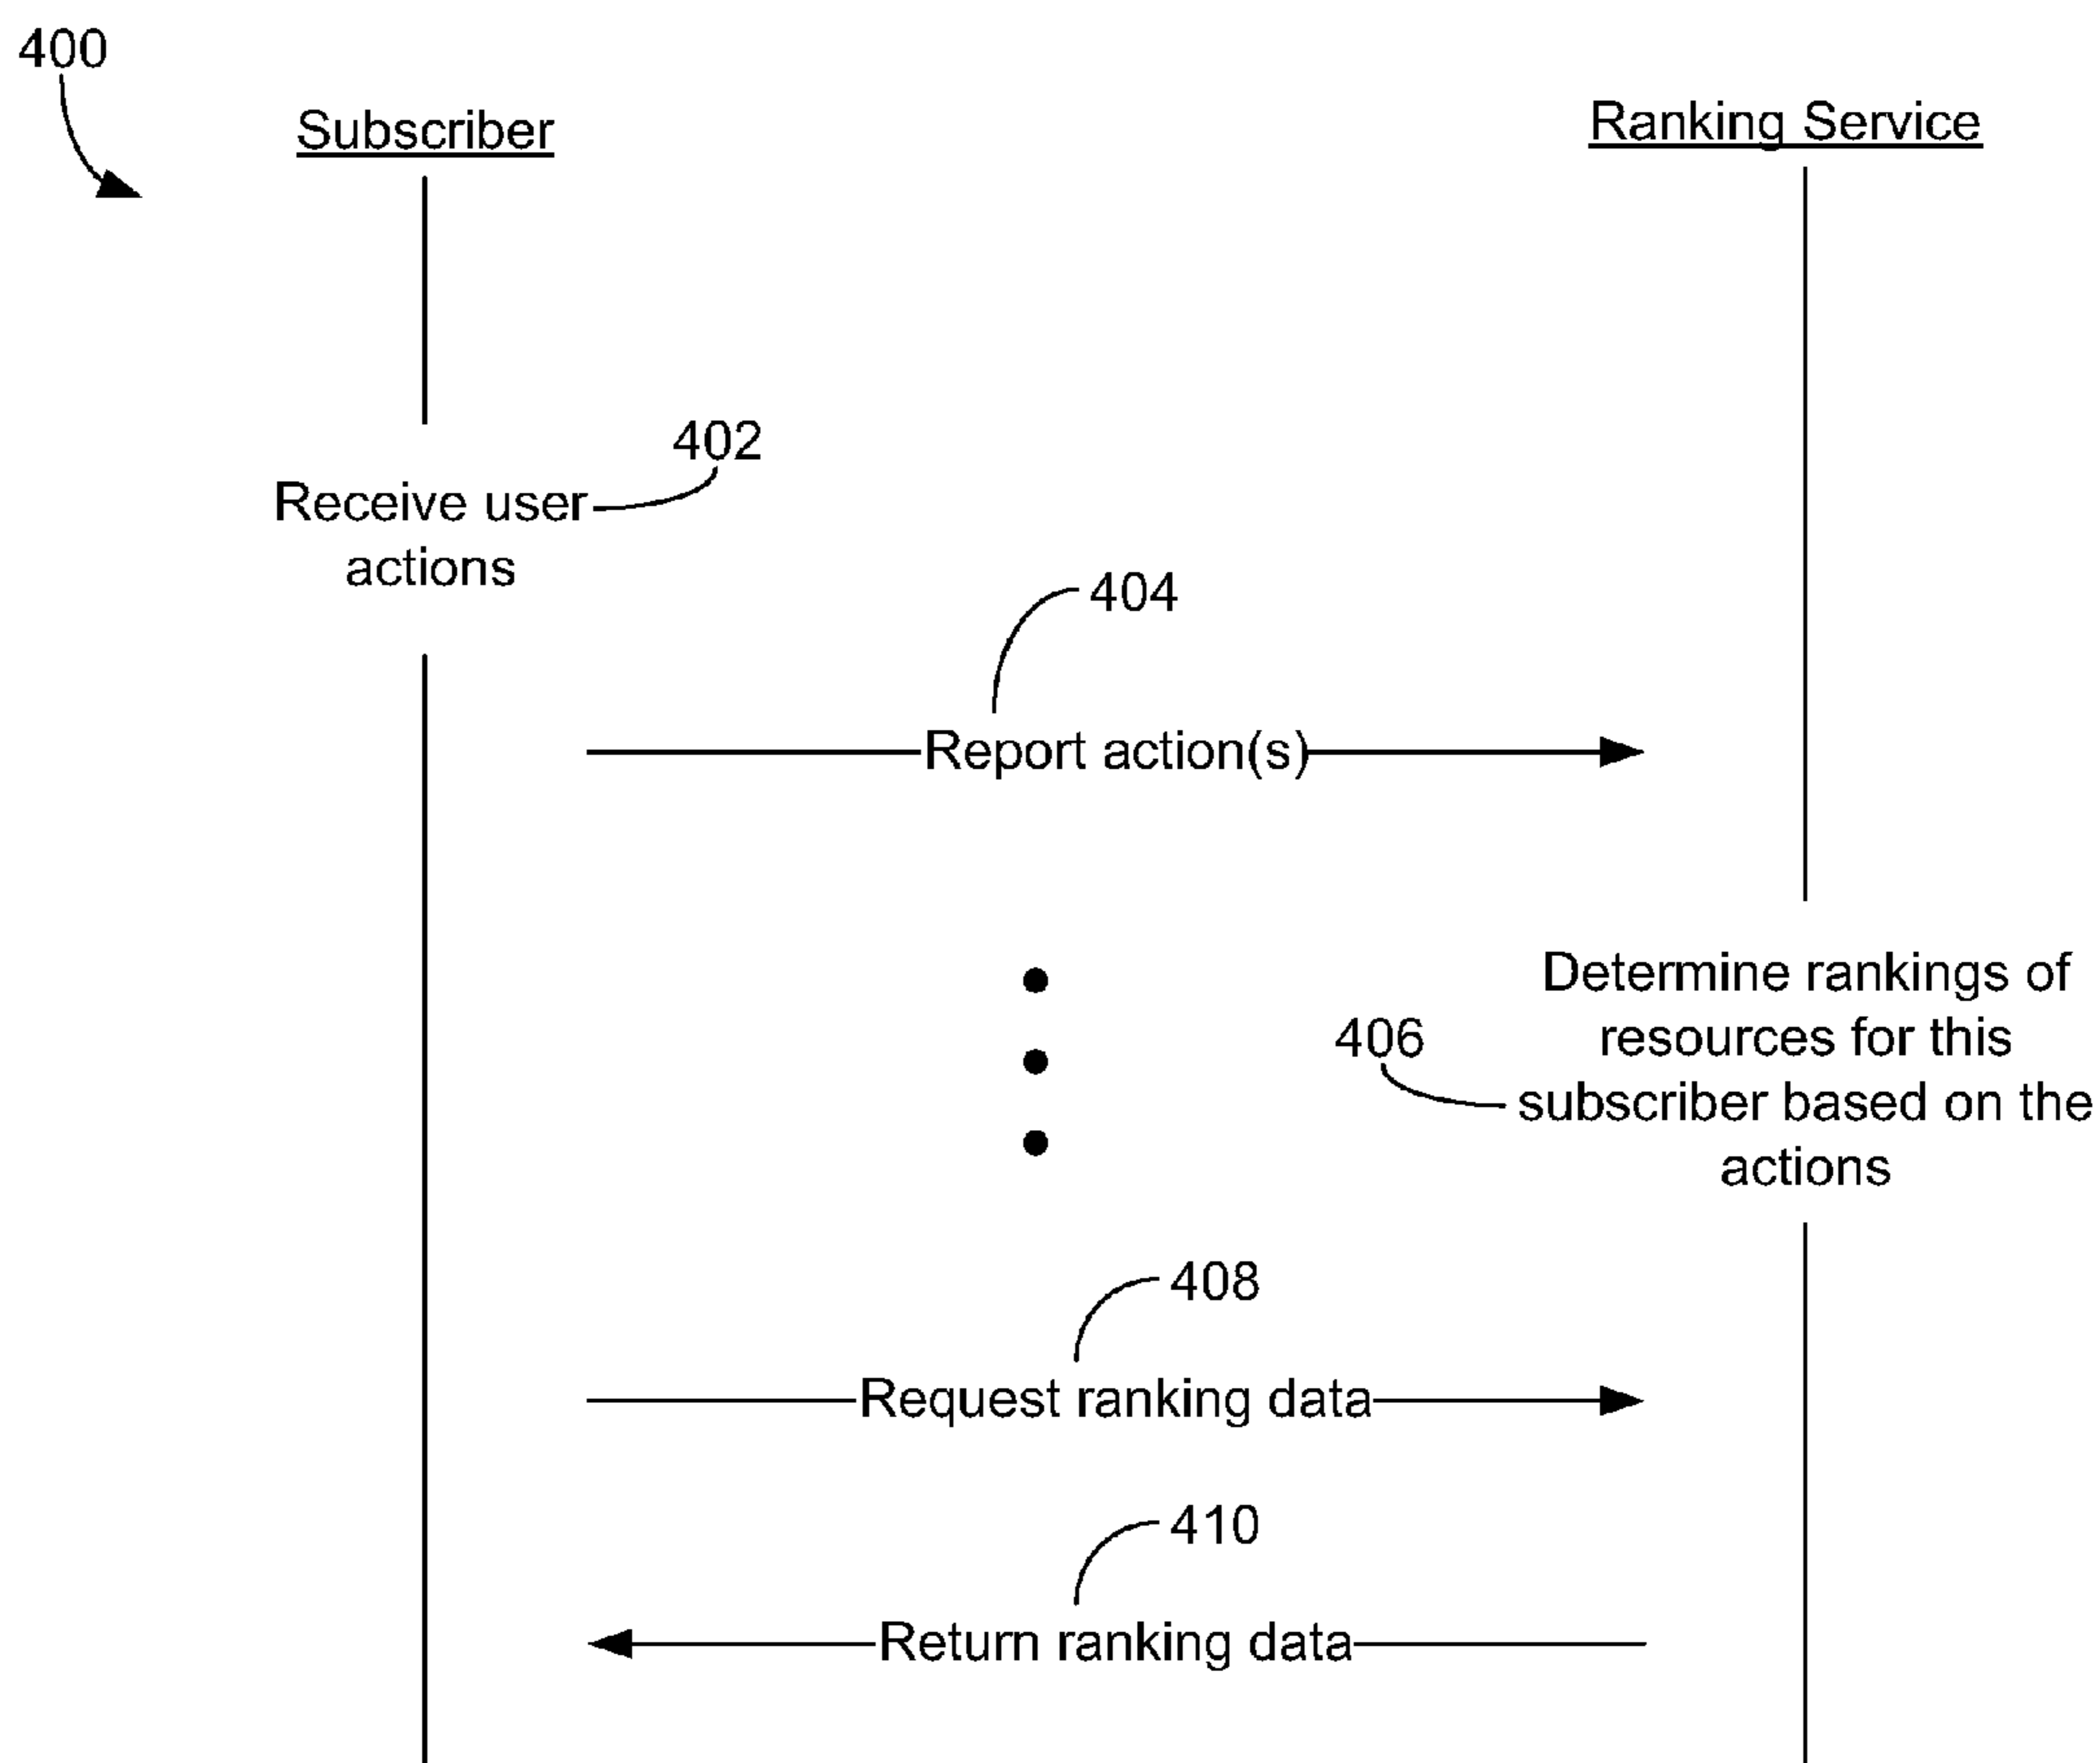 400
Subscriber
Ranking Service
402
Receive user
actions
404
Report action(s)
Determine rankings of
406
resources for this
subscriber based on the
actions
408
Request ranking data
410
Return ranking data